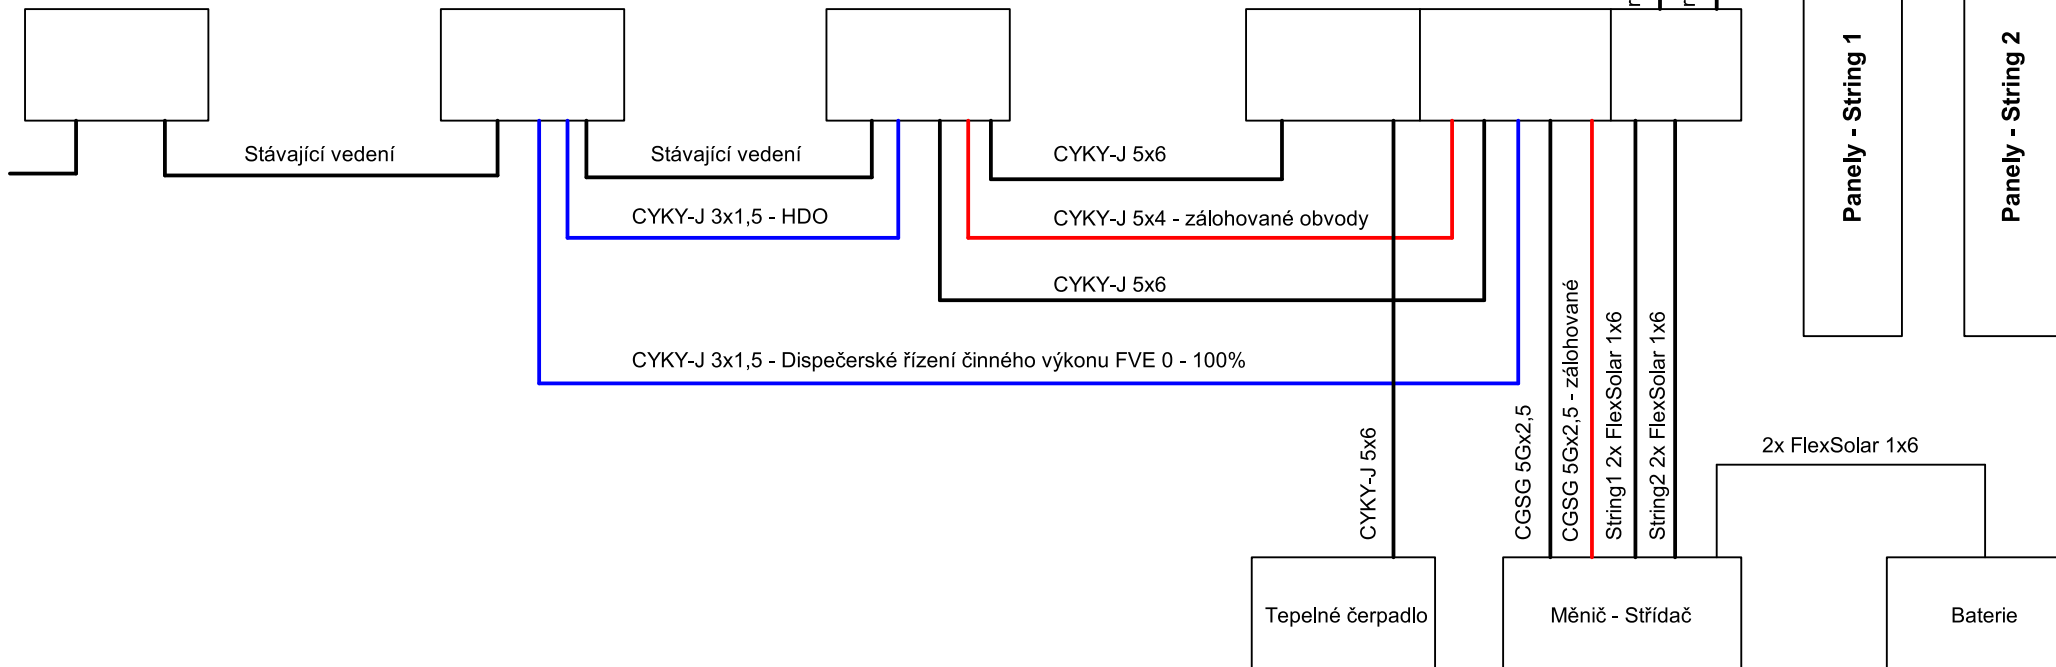 Panely - String 1
Panely - String 2
Stávající vedení
Stávající vedení
CYKY-J 5x6
CYKY-J 3x1,5 - HDO
CYKY-J 5x4 - zálohované obvody
CYKY-J 5x6
CYKY-J 3x1,5 - Dispečerské řízení činného výkonu FVE 0 - 100%
CYKY-J 5x6
CGSG 5Gx2,5
CGSG 5Gx2,5 - zálohované
String1 2x FlexSolar 1x6
String2 2x FlexSolar 1x6
2x FlexSolar 1x6
Tepelné čerpadlo
Měnič - Střídač
Baterie